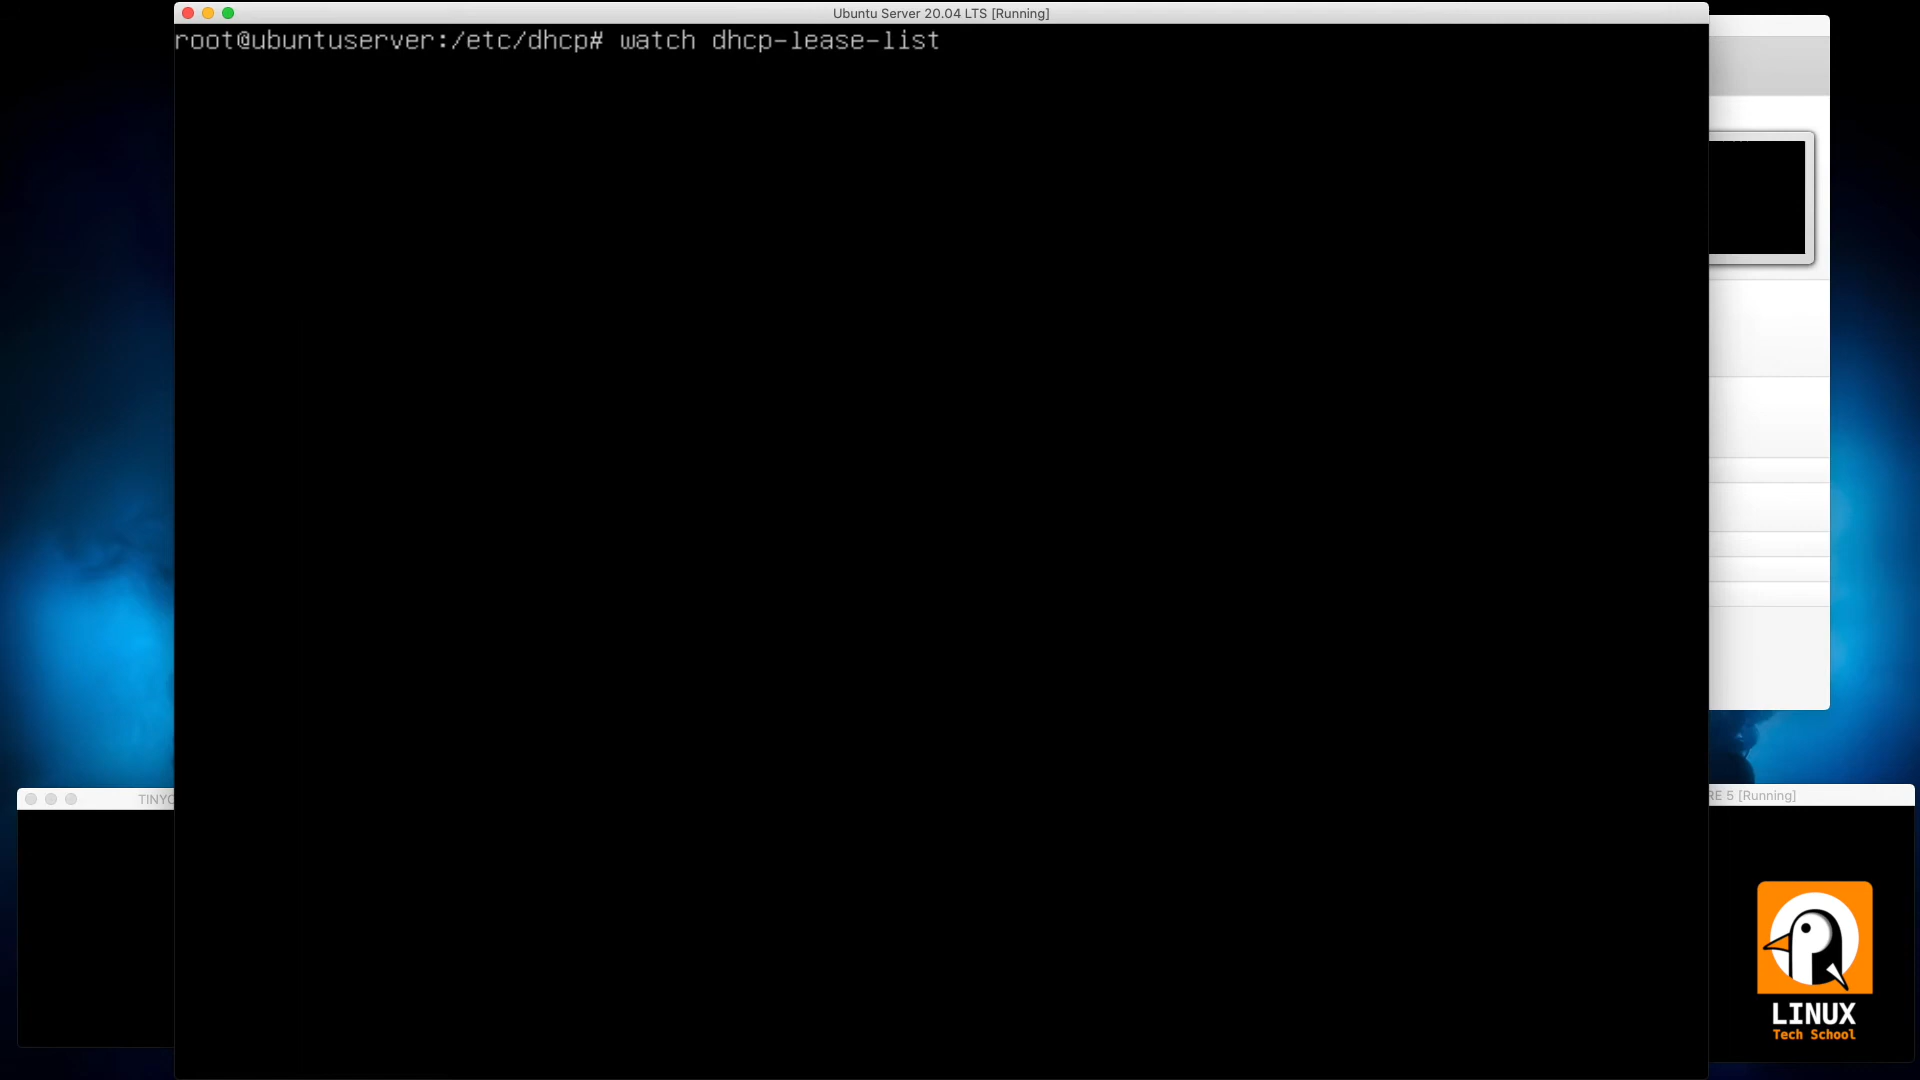 Ubuntu Server 20.04 LTS [Running]
root@ubuntuserver:/etc/dhcp# watch dhcp-lease-list
TINYC
RE 5 [Running]
LINUX
Tech School